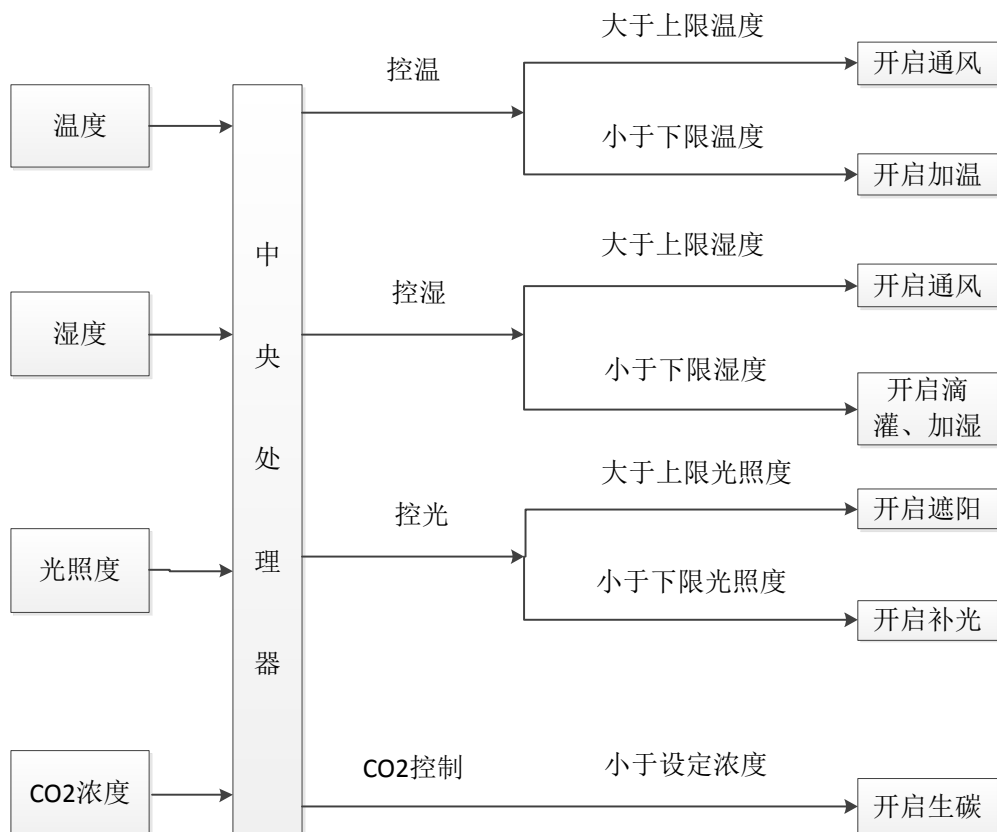 大于上限温度
控温
开启通风
温度
小于下限温度
开启加温
大于上限湿度
中
控湿
开启通风
湿度
央
小于下限湿度
开启滴
灌、加湿
处
大于上限光照度
控光
开启遮阳
光照度
理
小于下限光照度
开启补光
器
CO2控制
小于设定浓度
CO2浓度
开启生碳